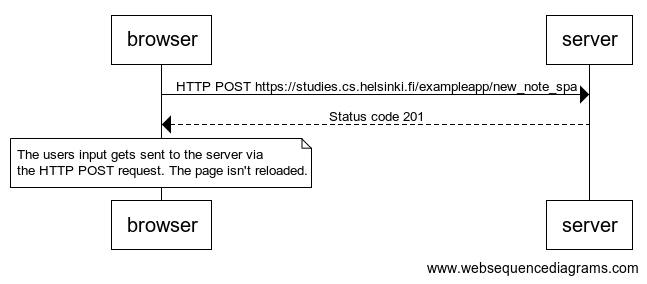 browser server
HTTP POST https://studies.cs.helsinki.fi/exampleapp/new_note_spa
Status code 201
The users input gets sent to the server via
the HTTP POST request. The page isn't reloaded.
browser server
www.websequencediagrams.com